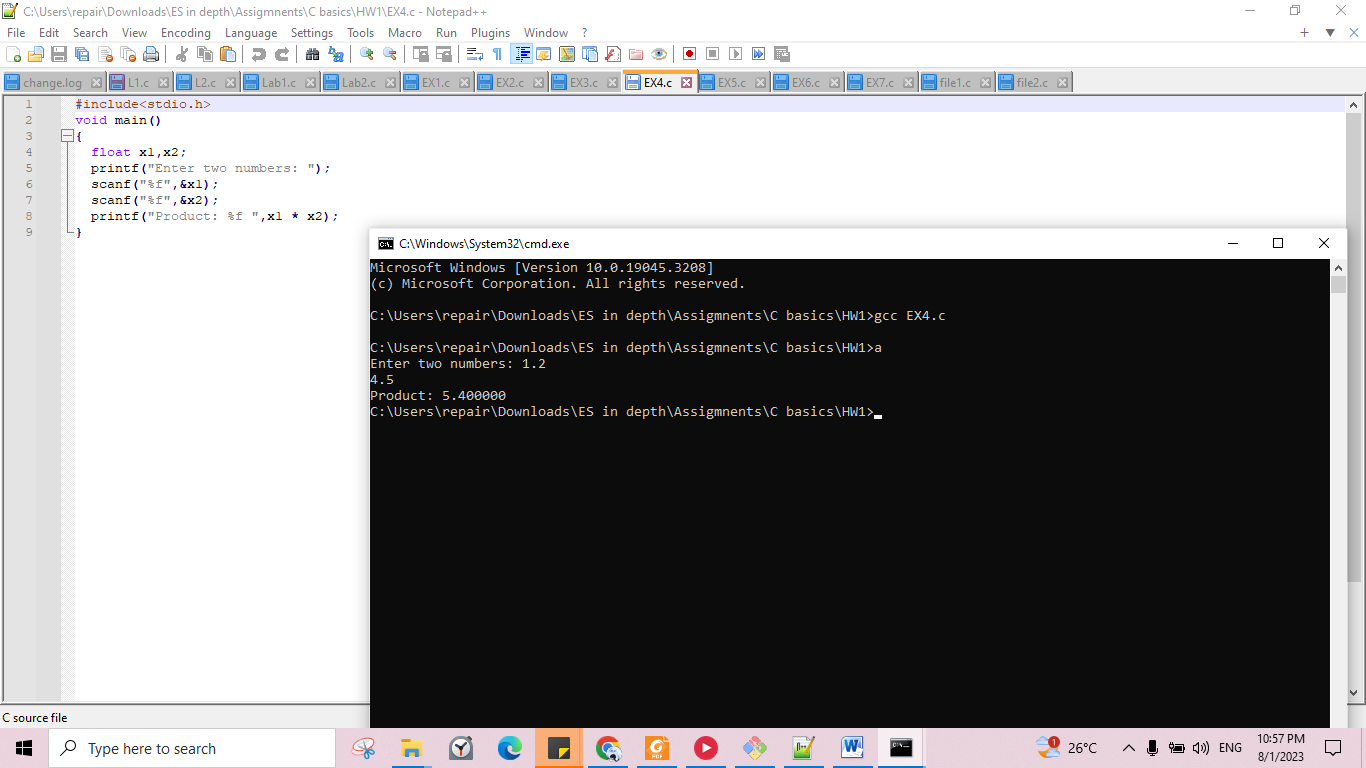 C:\Users\repair\Downloads\ES in depth\Assigmnents\C basics\HW1\EX4.c - Notepad++
File Edit Search View Encoding Language Settings Tools Macro Run Plugins Window ?
change.log L1.c L2.c Lab1.c Lab2.c EX1.c EX2.c EX3.c EX4.c EX5.c EX6.c EX7.c file1.c file2.c
1 #include<stdio.h>
2 void main()
3 {
4 float x1,x2;
5 printf("Enter two numbers: ");
6 scanf("%f",&x1);
7 scanf("%f",&x2);
8 printf("Product: %f ",x1 * x2);
9 }
C:\Windows\System32\cmd.exe
Microsoft Windows [Version 10.0.19045.3208]
(c) Microsoft Corporation. All rights reserved.
C:\Users\repair\Downloads\ES in depth\Assigmnents\C basics\HW1>gcc EX4.c
C:\Users\repair\Downloads\ES in depth\Assigmnents\C basics\HW1>a
Enter two numbers: 1.2
4.5
Product: 5.400000
C:\Users\repair\Downloads\ES in depth\Assigmnents\C basics\HW1>
C source file
Type here to search
1
26°C
ENG
10:57 PM
8/1/2023